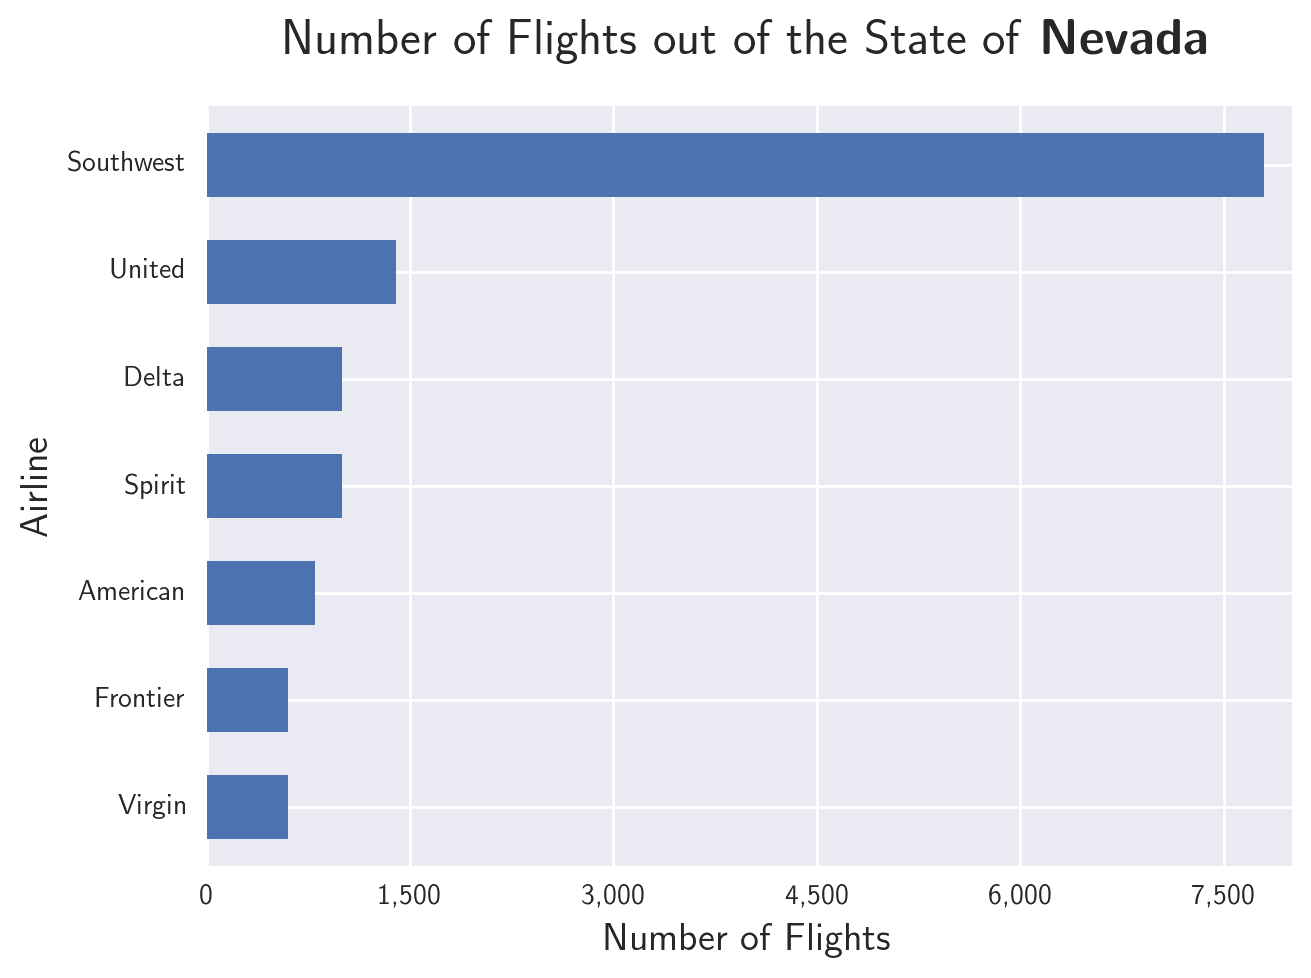 Number of Flights out of the State of Nevada
Southwest
United
Delta
Spirit
American
Frontier
Virgin
Airline
0 1,500 3,000 4,500 6,000 7,500
Number of Flights